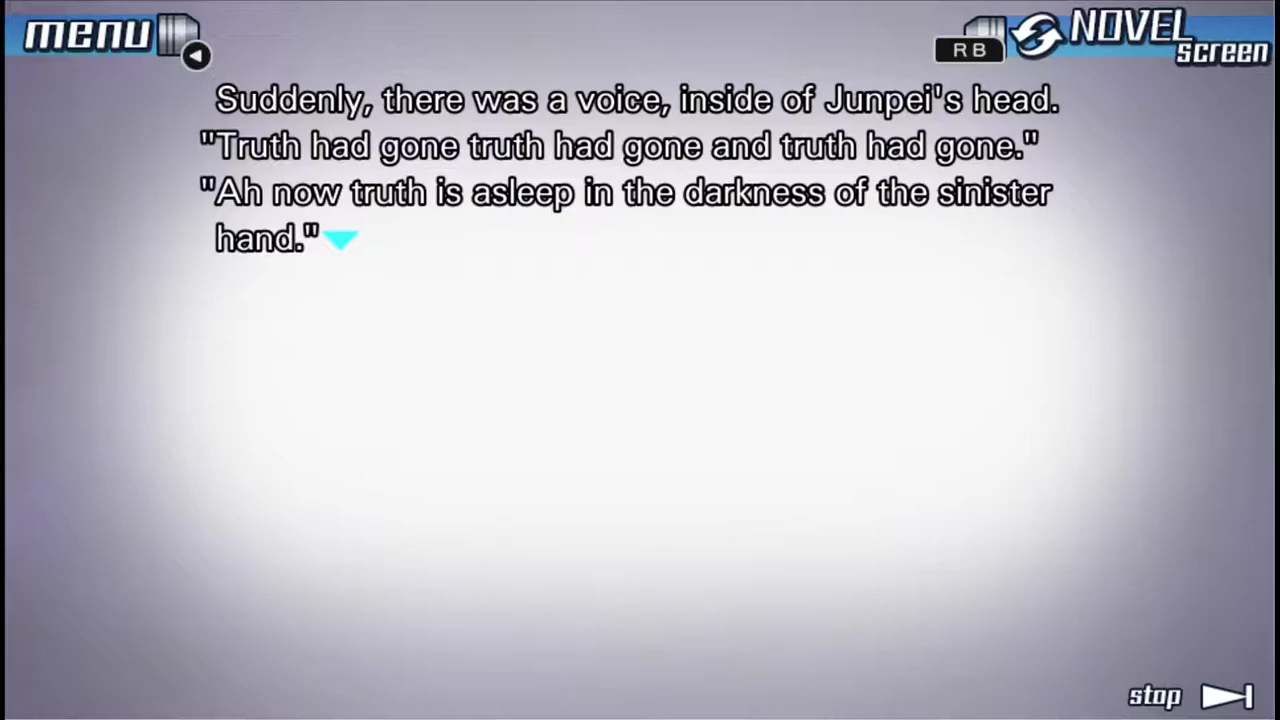 menu
RB
NOVEL
screen
Suddenly, there was a voice, inside of Junpei's head.
"Truth had gone truth had gone and truth had gone."
"Ah now truth is asleep in the darkness of the sinister
hand."
stop